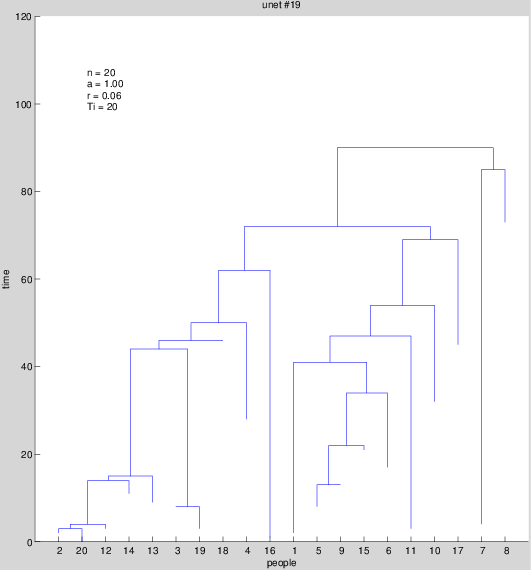 unet #19
120
n = 20
a = 1.00
r = 0.06
Ti = 20
100
80
60
time
40
20
0
2 20 12 14 13 3 19 18 4 16 1 5 9 15 6 11 10 17 7 8
people